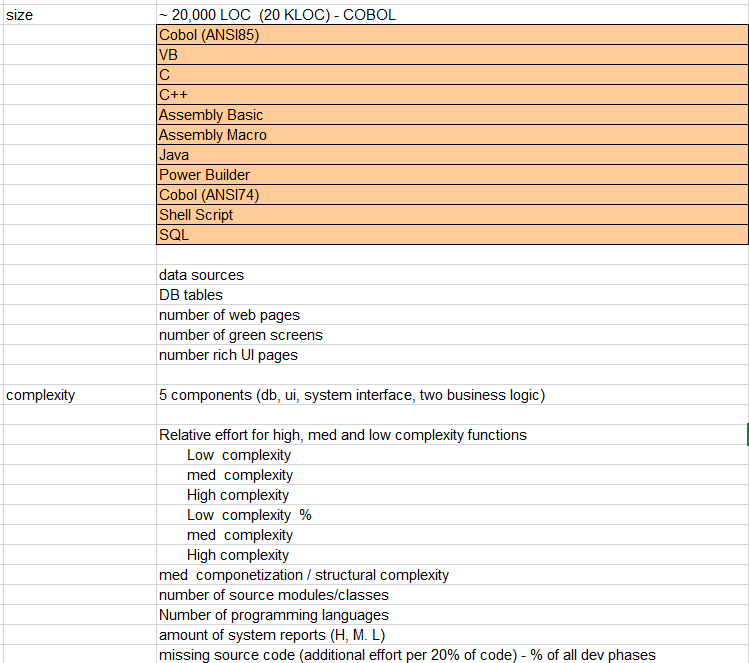 size ~ 20,000 LOC (20 KLOC) - COBOL
Cobol (ANSI85)
VB
C
C++
Assembly Basic
Assembly Macro
Java
Power Builder
Cobol (ANSI74)
Shell Script
SQL
data sources
DB tables
number of web pages
number of green screens
number rich UI pages
complexity 5 components (db, ui, system interface, two business logic)
Relative effort for high, med and low complexity functions
Low complexity
med complexity
High complexity
Low complexity %
med complexity
High complexity
med componetization / structural complexity
number of source modules/classes
Number of programming languages
amount of system reports (H, M. L)
missing source code (additional effort per 20% of code) - % of all dev phases